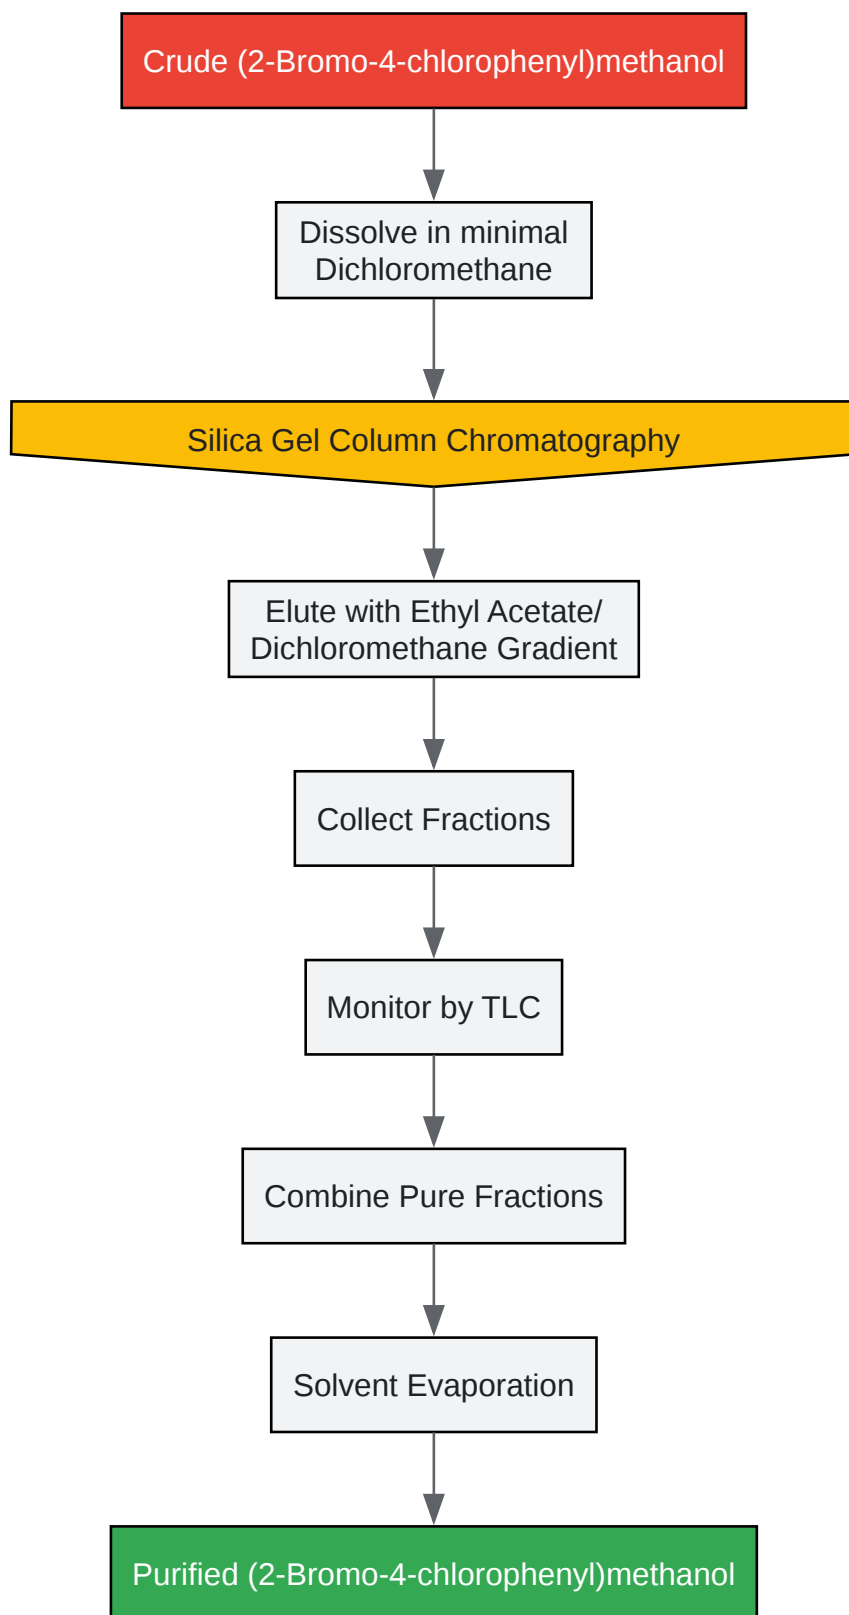 Crude (2-Bromo-4-chlorophenyl)methanol
Dissolve in minimal
Dichloromethane
Silica Gel Column Chromatography
Elute with Ethyl Acetate/
Dichloromethane Gradient
Collect Fractions
Monitor by TLC
Combine Pure Fractions
Solvent Evaporation
Purified (2-Bromo-4-chlorophenyl)methanol